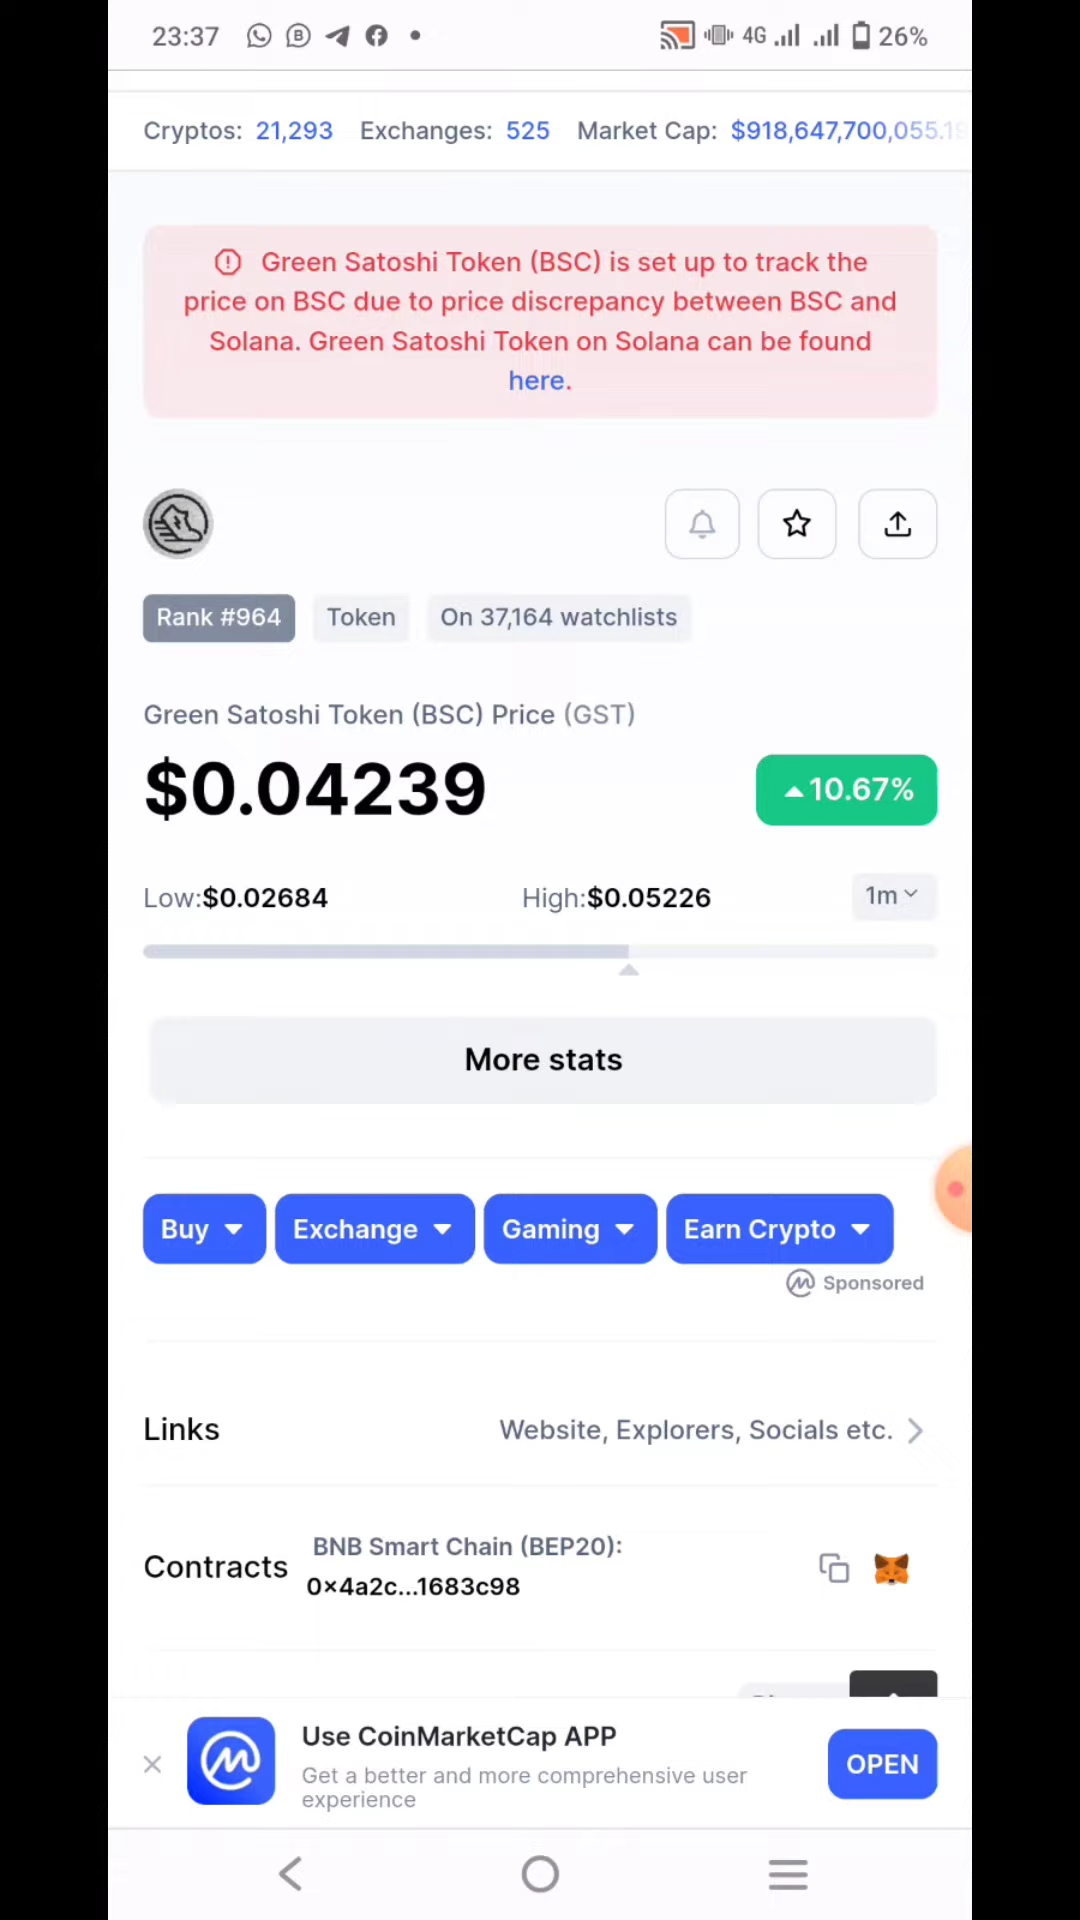 23:37 4G 26%
Cryptos: 21,293 Exchanges: 525 Market Cap: $918,647,700,055.19
Green Satoshi Token (BSC) is set up to track the
price on BSC due to price discrepancy between BSC and
Solana. Green Satoshi Token on Solana can be found
here.
Rank #964 Token On 37,164 watchlists
Green Satoshi Token (BSC) Price (GST)
$0.04239 10.67%
Low:$0.02684 High:$0.05226 1m
More stats
Buy Exchange Gaming Earn Crypto
Sponsored
Links Website, Explorers, Socials etc.
BNB Smart Chain (BEP20):
Contracts
0x4a2c...1683c98
Use CoinMarketCap APP
Get a better and more comprehensive user
experience
OPEN